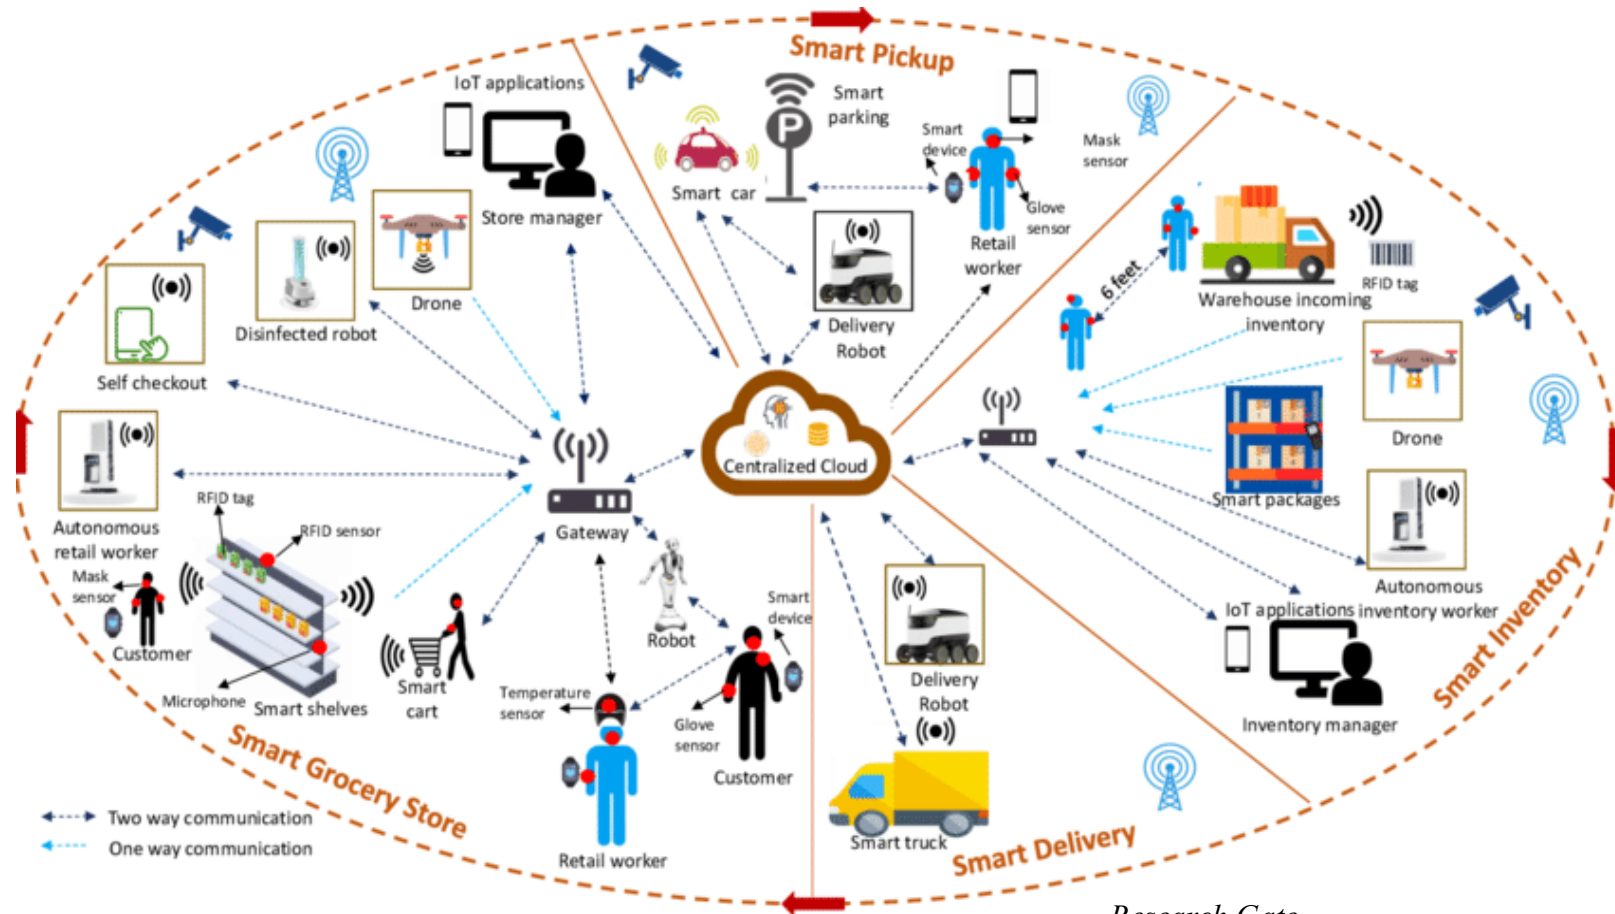 Smart Pickup
IoT applications
Store manager
Drone
Disinfected robot
Self checkout
Autonomous
retail worker
RFID tag
RFID sensor
Mask
sensor
Customer
Microphone
Smart shelves
Smart
cart
Gateway
Robot
Temperature
sensor
Glove
sensor
Smart
device
Customer
Retail worker
Smart Grocery Store
Two way communication
One way communication
Smart car
P
Smart
parking
Smart
device
Mask
sensor
Glove
sensor
Retail
worker
Delivery
Robot
Centralized Cloud
6 feet
Warehouse incoming
inventory
RFID tag
Drone
Smart packages
Autonomous
inventory worker
IoT applications
Inventory manager
Smart Inventory
Delivery
Robot
Smart truck
Smart Delivery
Research Gate